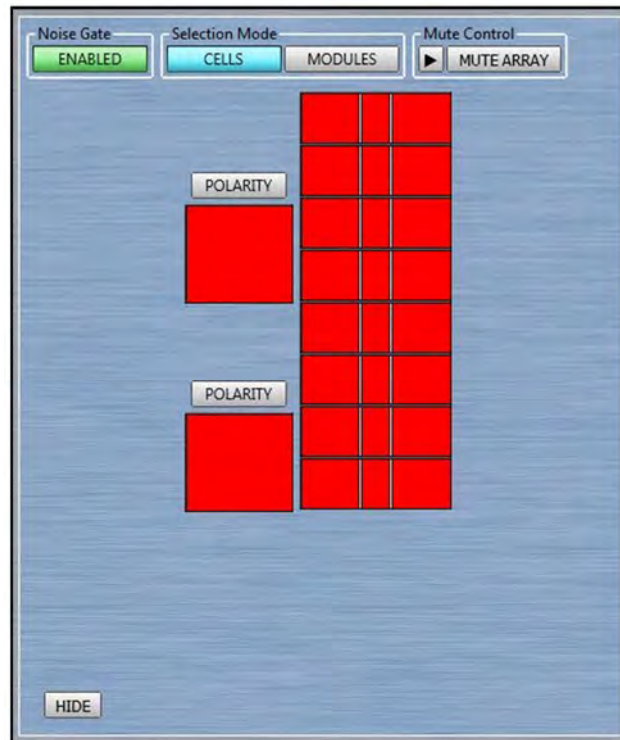 Noise Gate
Selection Mode
Mute Control
ENABLED
CELLS
MODULES
MUTE ARRAY
POLARITY
POLARITY
HIDE